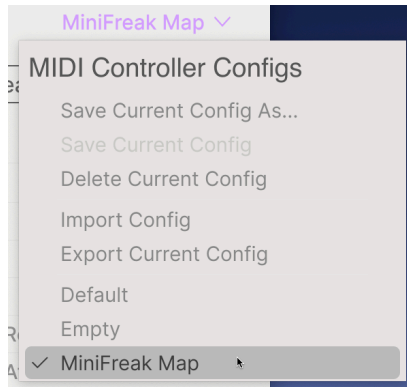 MiniFreak Map
MIDI Controller Configs
Save Current Config As...
Save Current Config
Delete Current Config
Import Config
Export Current Config
Default
Empty
MiniFreak Map